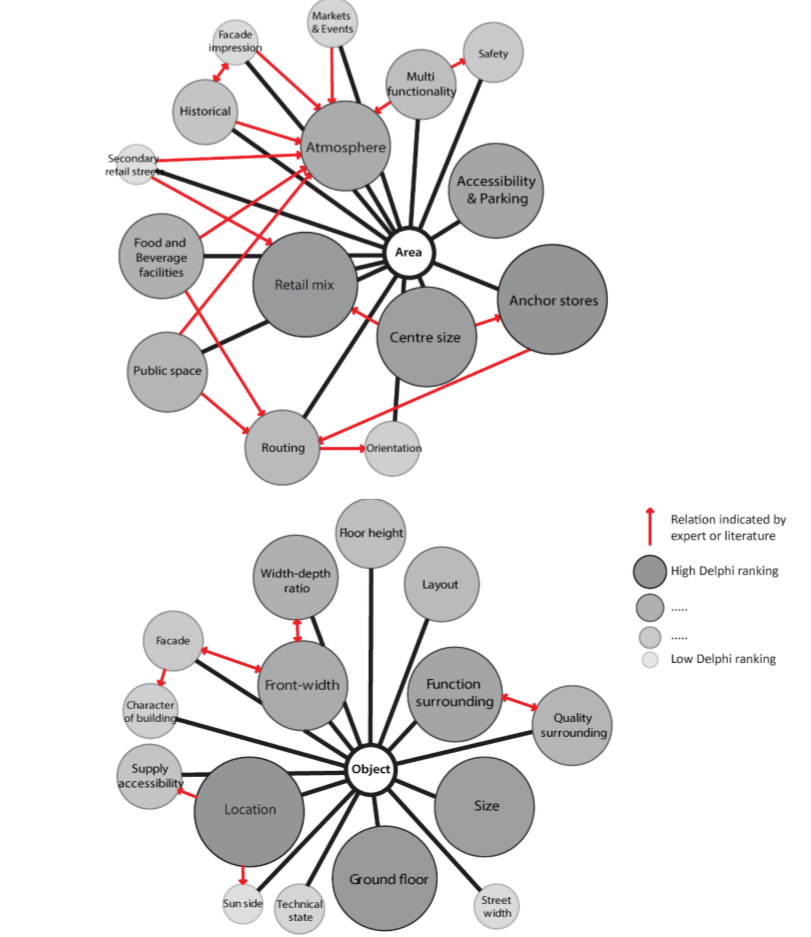 Markets
& Events
Facade
impression
Safety
Multi
functionality
Historical
Atmosphere
Secondary
retail streets
Accessibility
& Parking
Food and
Beverage
facilities
Area
Retail mix
Anchor stores
Centre size
Public space
Routing
Orientation
Floor height
Relation indicated by
expert or literature
High Delphi ranking
.....
.....
Low Delphi ranking
Width-depth
ratio
Layout
Facade
Front-width
Function
surrounding
Character
of building
Quality
surrounding
Object
Supply
accessibility
Location
Size
Ground floor
Sun side
Technical
state
Street
width